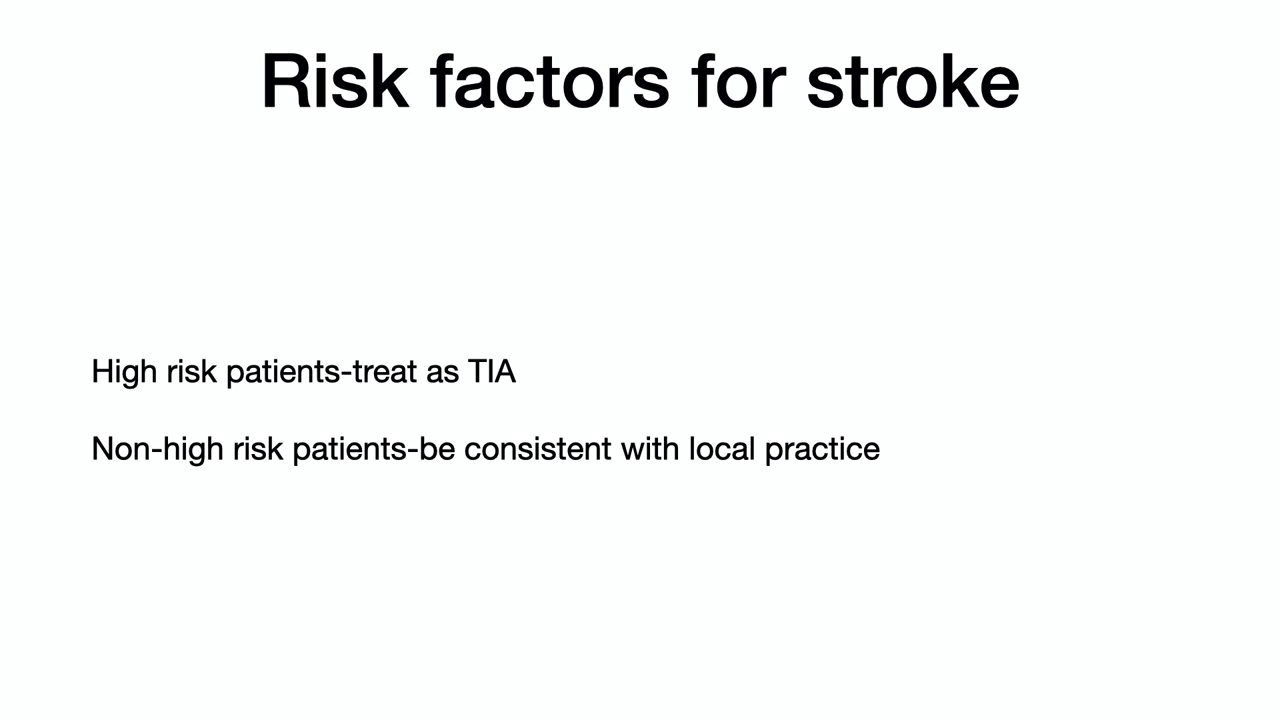 Risk factors for stroke
High risk patients-treat as TIA
Non-high risk patients-be consistent with local practice